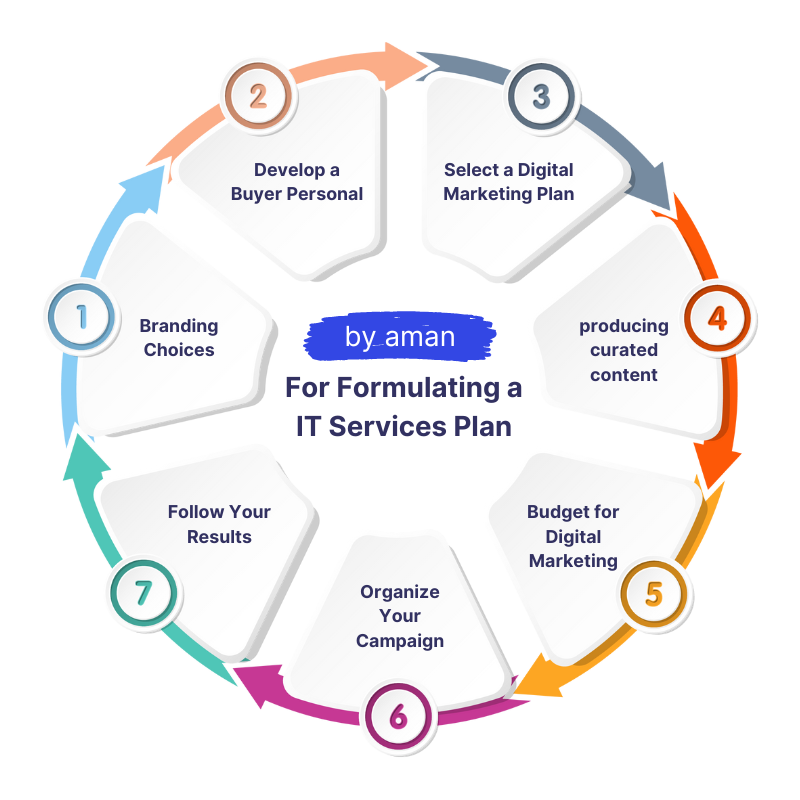 by aman
For Formulating a
IT Services Plan
1
Branding
Choices
2
Develop a
Buyer Personal
3
Select a Digital
Marketing Plan
4
producing
curated
content
5
Budget for
Digital
Marketing
6
Organize
Your
Campaign
7
Follow Your
Results